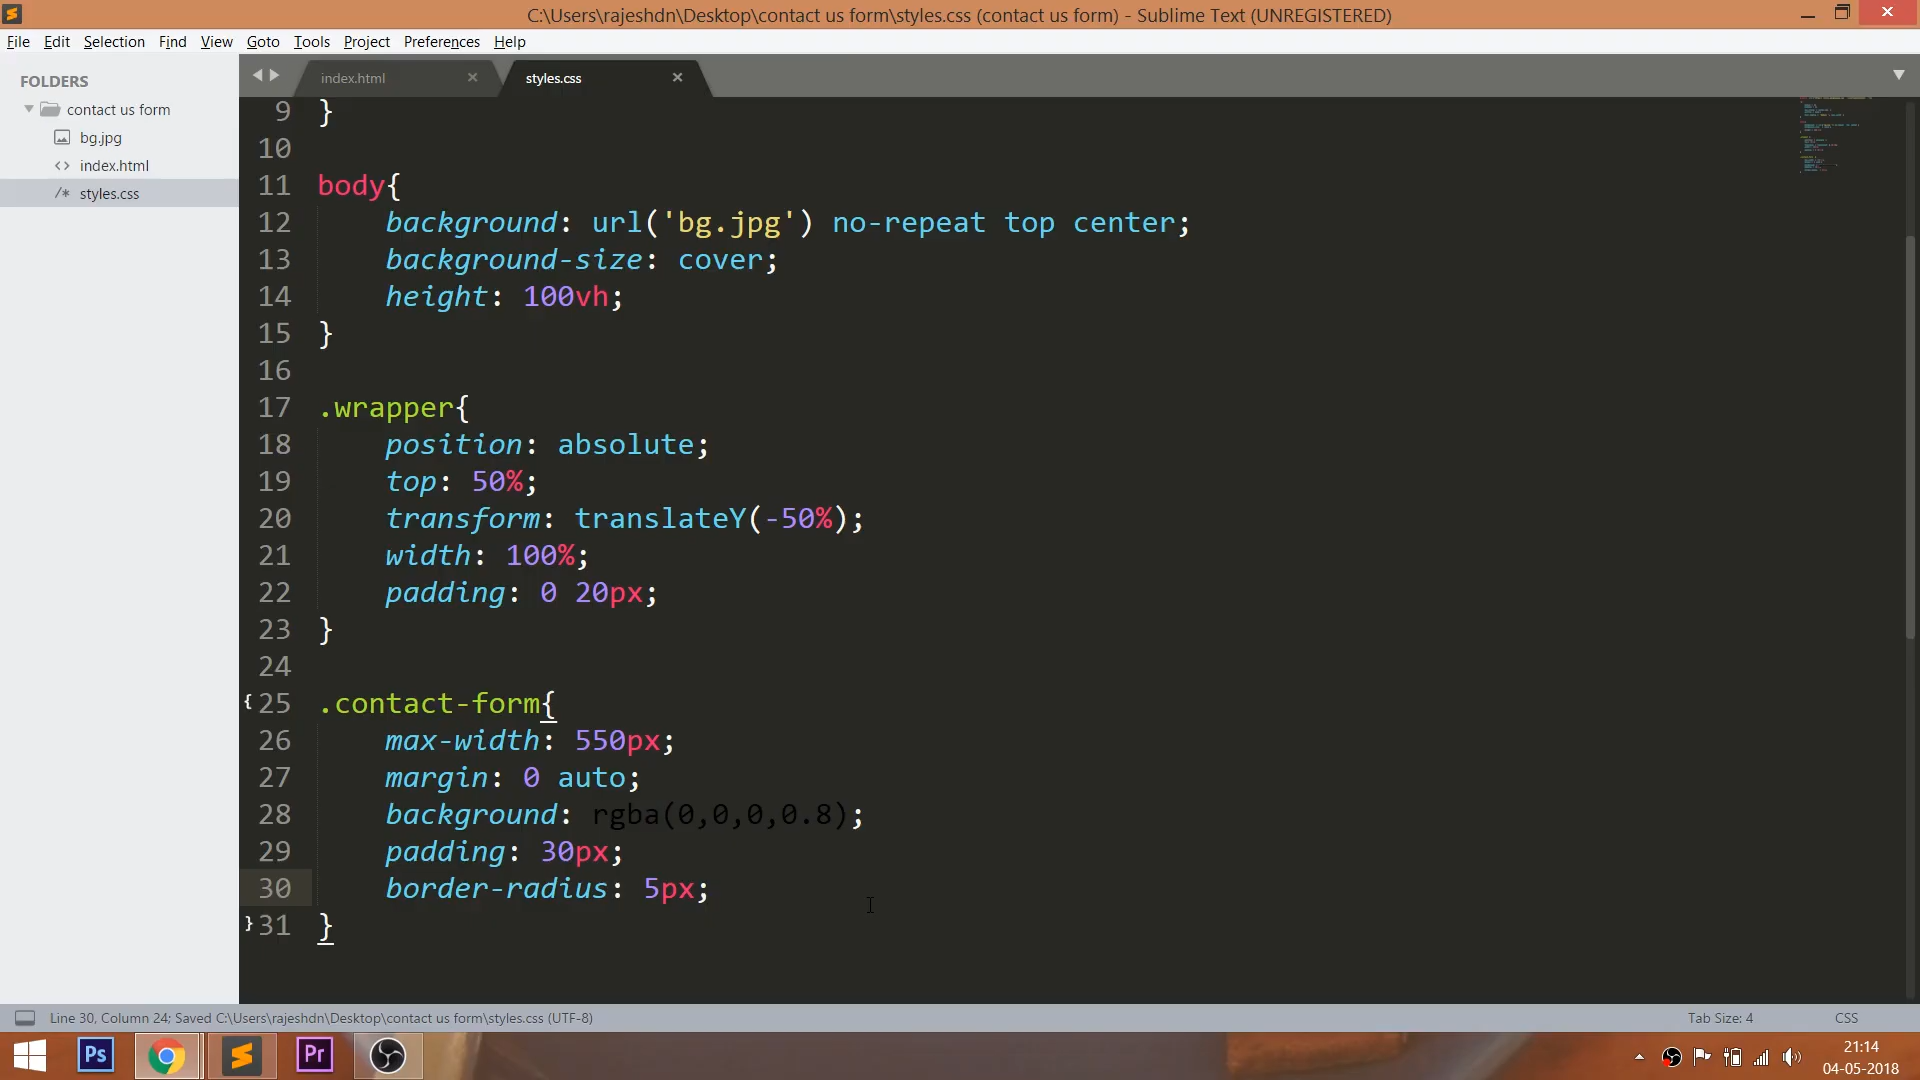 C:\Users\rajeshdn\Desktop\contact us form\styles.css (contact us form) - Sublime Text (UNREGISTERED)
File Edit Selection Find View Goto Tools Project Preferences Help
FOLDERS
contact us form
bg.jpg
index.html
/* styles.css
index.html
styles.css
9 }
10
11 body{
12 background: url('bg.jpg') no-repeat top center;
13 background-size: cover;
14 height: 100vh;
15 }
16
17 .wrapper{
18 position: absolute;
19 top: 50%;
20 transform: translateY(-50%);
21 width: 100%;
22 padding: 0 20px;
23 }
24
25 .contact-form{
26 max-width: 550px;
27 margin: 0 auto;
28 background: rgba(0,0,0,0.8);
29 padding: 30px;
30 border-radius: 5px;
31 }
Line 30, Column 24; Saved C:\Users\rajeshdn\Desktop\contact us form\styles.css (UTF-8)
Tab Size: 4
CSS
Ps
Pr
21:14
04-05-2018